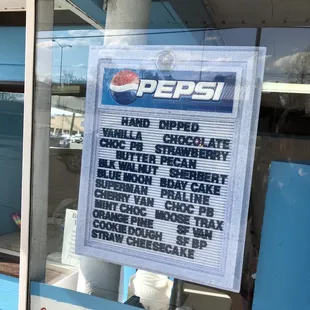 PEPSI
HAND DIPPED
VANILLA CHOCOLATE
CHOC PB STRAWBERRY
BUTTER PECAN
BLK WALNUT SHERBERT
BLUE MOON BDAY CAKE
SUPERMAN PRALINE
CHERRY VAN CHOC PB
MINT CHOC MOOSE TRAX
ORANGE PINE SF VAN
COOKIE DOUGH SF BP
STRAW CHEESECAKE